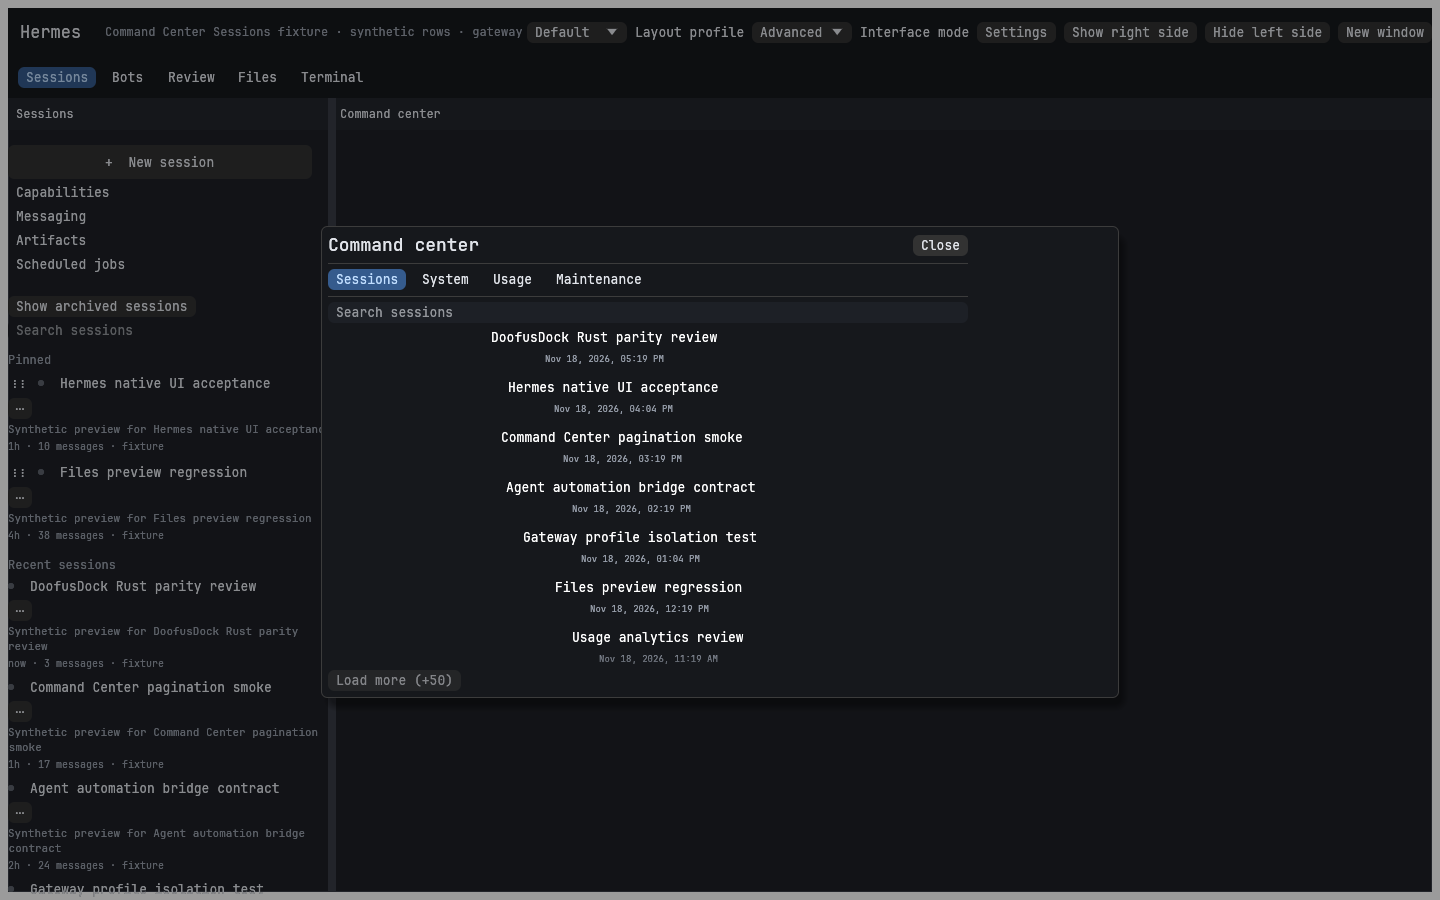 Hermes
Command Center Sessions fixture · synthetic rows · gateway
Default
Layout profile
Advanced
Interface mode
Settings
Show right side
Hide left side
New window
Sessions
Bots
Review
Files
Terminal
Sessions
Command center
+ New session
Capabilities
Messaging
Artifacts
Scheduled jobs
Show archived sessions
Search sessions
Pinned
Hermes native UI acceptance
...
Synthetic preview for Hermes native UI acceptanc
1h · 10 messages · fixture
Files preview regression
...
Synthetic preview for Files preview regression
4h · 38 messages · fixture
Recent sessions
DoofusDock Rust parity review
...
Synthetic preview for DoofusDock Rust parity
review
now · 3 messages · fixture
Command Center pagination smoke
...
Synthetic preview for Command Center pagination
smoke
1h · 17 messages · fixture
Agent automation bridge contract
...
Synthetic preview for Agent automation bridge
contract
2h · 24 messages · fixture
Gateway profile isolation test
Command center
Close
Sessions
System
Usage
Maintenance
Search sessions
DoofusDock Rust parity review
Nov 18, 2026, 05:19 PM
Hermes native UI acceptance
Nov 18, 2026, 04:04 PM
Command Center pagination smoke
Nov 18, 2026, 03:19 PM
Agent automation bridge contract
Nov 18, 2026, 02:19 PM
Gateway profile isolation test
Nov 18, 2026, 01:04 PM
Files preview regression
Nov 18, 2026, 12:19 PM
Usage analytics review
Nov 18, 2026, 11:19 AM
Load more (+50)